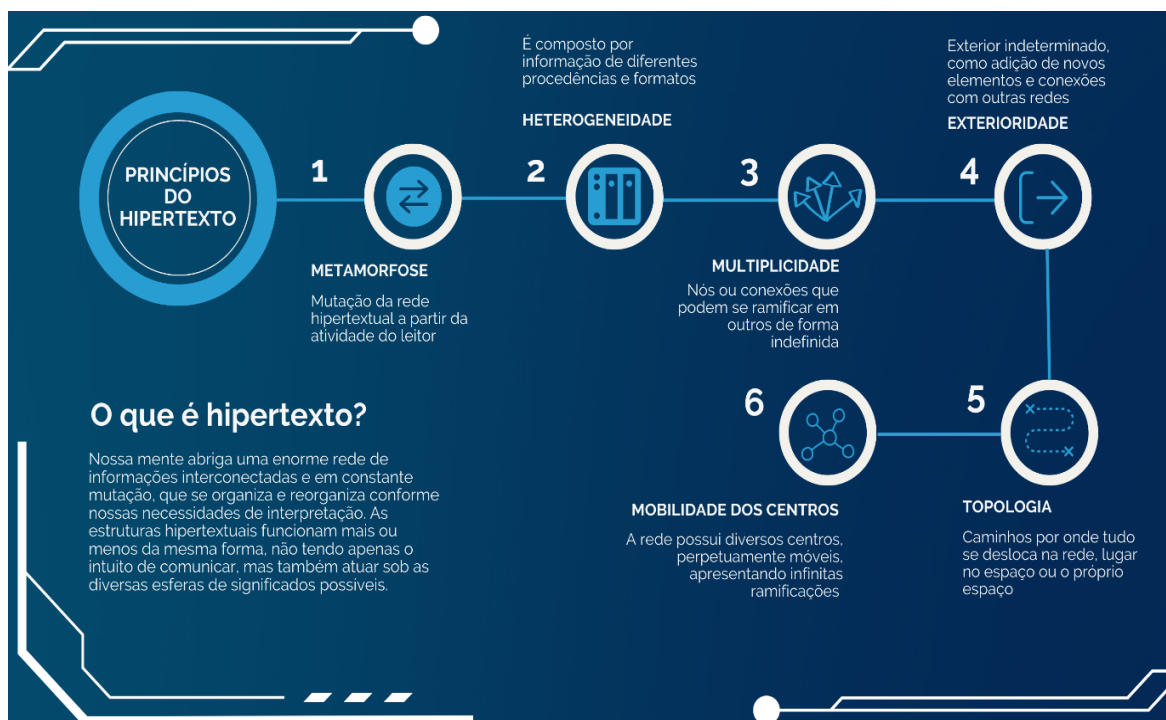 PRINCÍPIOS
DO
HIPERTEXTO
1
METAMORFOSE
Mutação da rede
hipertextual a partir da
atividade do leitor
É composto por
informação de diferentes
procedências e formatos
HETEROGENEIDADE
2
3
MULTIPLICIDADE
Nós ou conexões que
podem se ramificar em
outros de forma
indefinida
Exterior indeterminado,
como adição de novos
elementos e conexões
com outras redes
EXTERIORIDADE
4
5
TOPOLOGIA
Caminhos por onde tudo
se desloca na rede, lugar
no espaço ou o próprio
espaço
6
MOBILIDADE DOS CENTROS
A rede possui diversos centros,
perpetuamente móveis,
apresentando infinitas
ramificações
O que é hipertexto?
Nossa mente abriga uma enorme rede de
informações interconectadas e em constante
mutação, que se organiza e reorganiza conforme
nossas necessidades de interpretação. As
estruturas hipertextuais funcionam mais ou
menos da mesma forma, não tendo apenas o
intuito de comunicar, mas também atuar sob as
diversas esferas de significados possíveis.